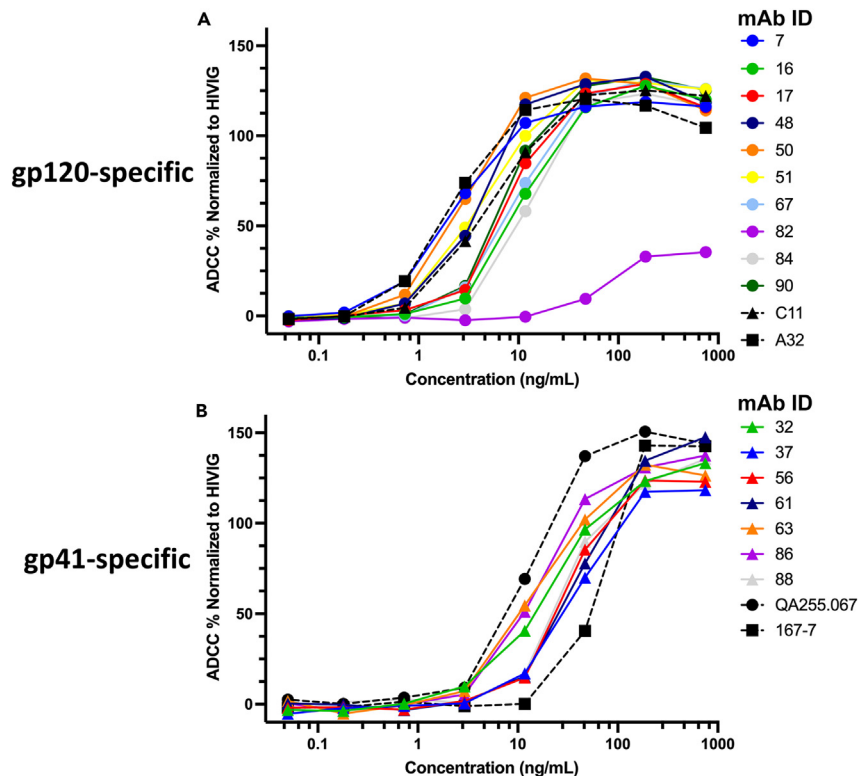 A
mAb ID
150
100
50
0
ADCC % Normalized to HIVIG
gp120-specific
0.1 1 10 100 1000
Concentration (ng/mL)
7
16
17
48
50
51
67
82
84
90
C11
A32
B
mAb ID
150
100
50
0
ADCC % Normalized to HIVIG
gp41-specific
0.1 1 10 100 1000
Concentration (ng/mL)
32
37
56
61
63
86
88
QA255.067
167-7